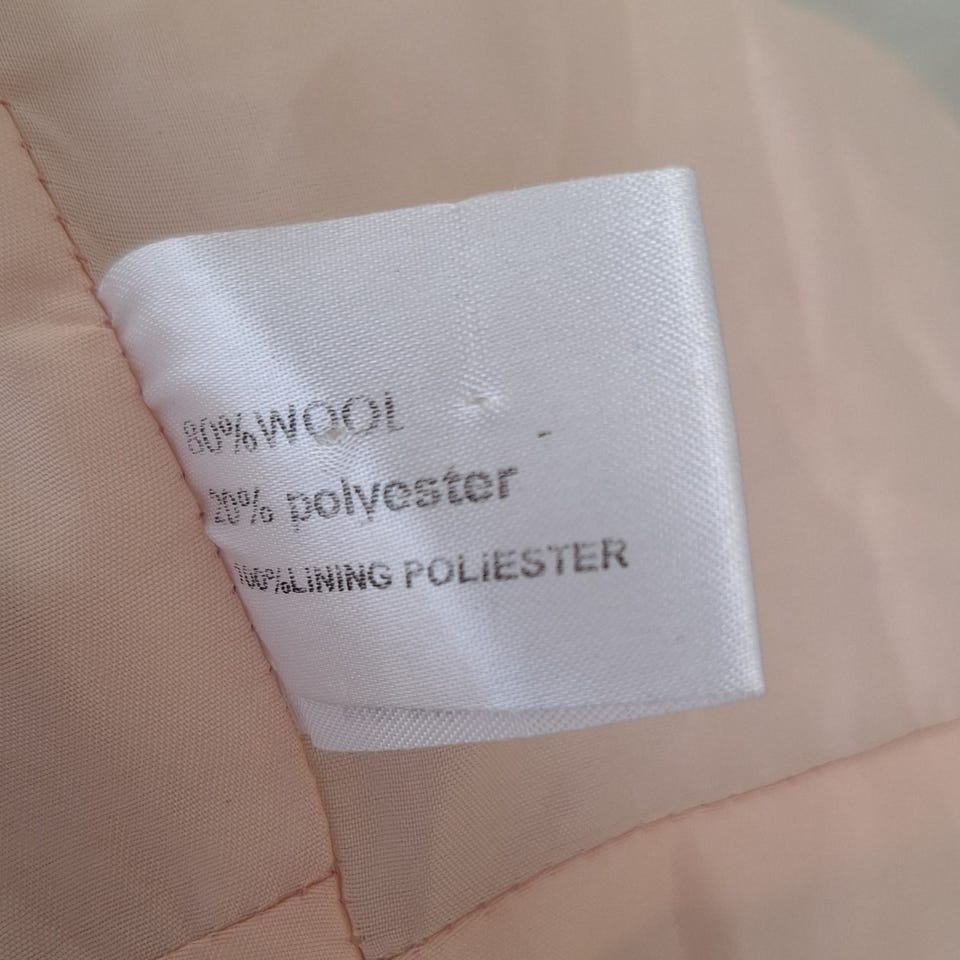 80%WOOL
20% polyester
100%LiNING POLiESTER